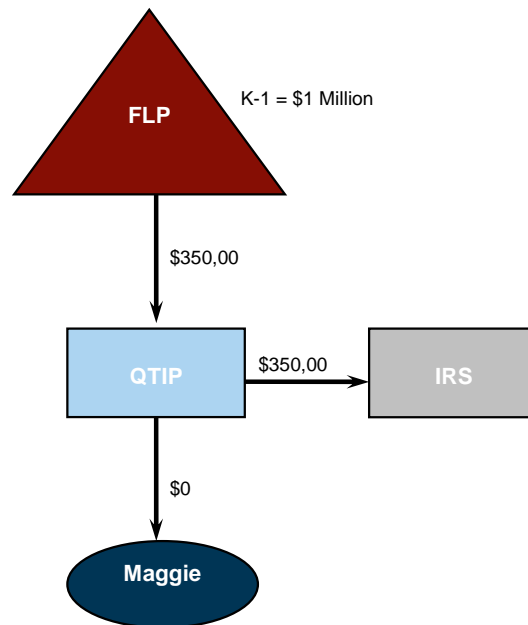 FLP
K-1 = $1 Million
$350,00
QTIP
$350,00
IRS
$0
Maggie